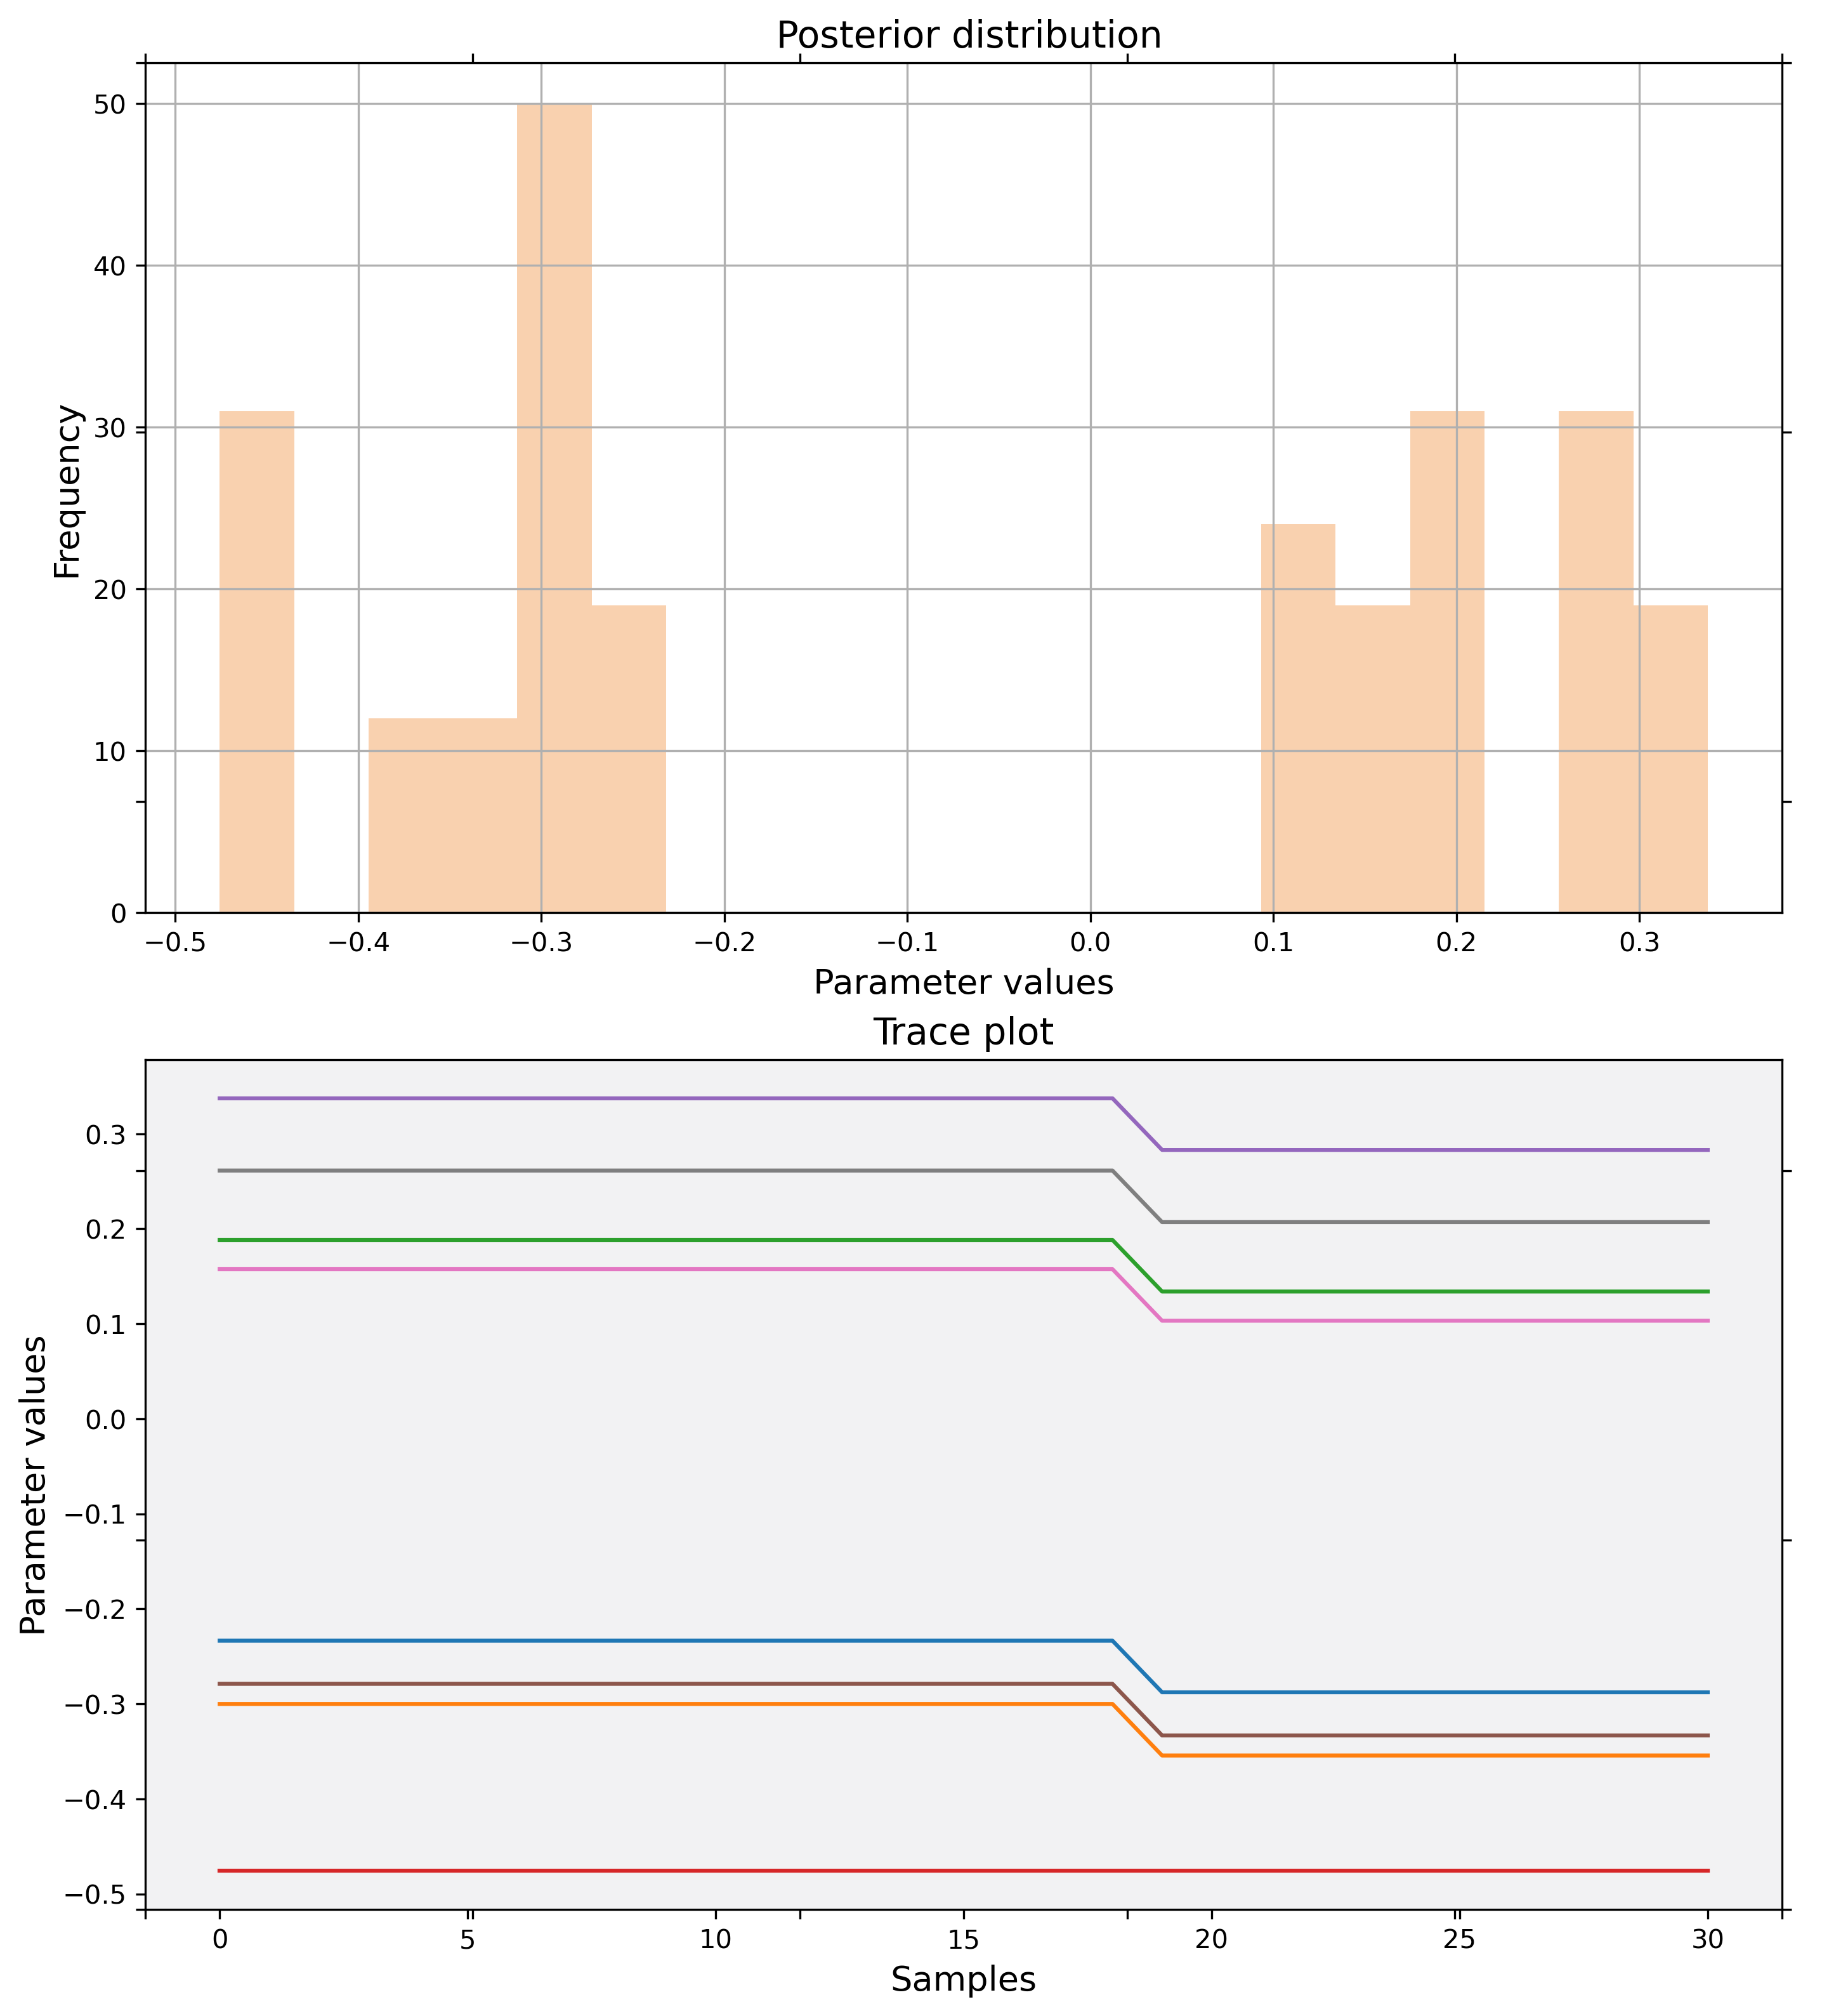 Posterior distribution
50
40
30
20
10
0
Frequency
−0.5 −0.4 −0.3 −0.2 −0.1 0.0 0.1 0.2 0.3
Parameter values
Trace plot
0.3
0.2
0.1
0.0
−0.1
−0.2
−0.3
−0.4
−0.5
Parameter values
0 5 10 15 20 25 30
Samples